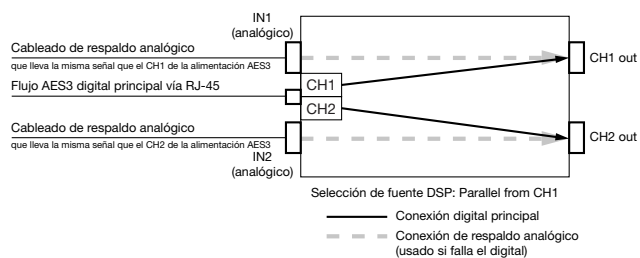 IN1
(analógico)
Cableado de respaldo analógico
que lleva la misma señal que el CH1 de la alimentación AES3
CH1 out
Flujo AES3 digital principal vía RJ-45
CH1
CH2
Cableado de respaldo analógico
que lleva la misma señal que el CH2 de la alimentación AES3
CH2 out
IN2
(analógico)
Selección de fuente DSP: Parallel from CH1
Conexión digital principal
Conexión de respaldo analógico
(usado si falla el digital)